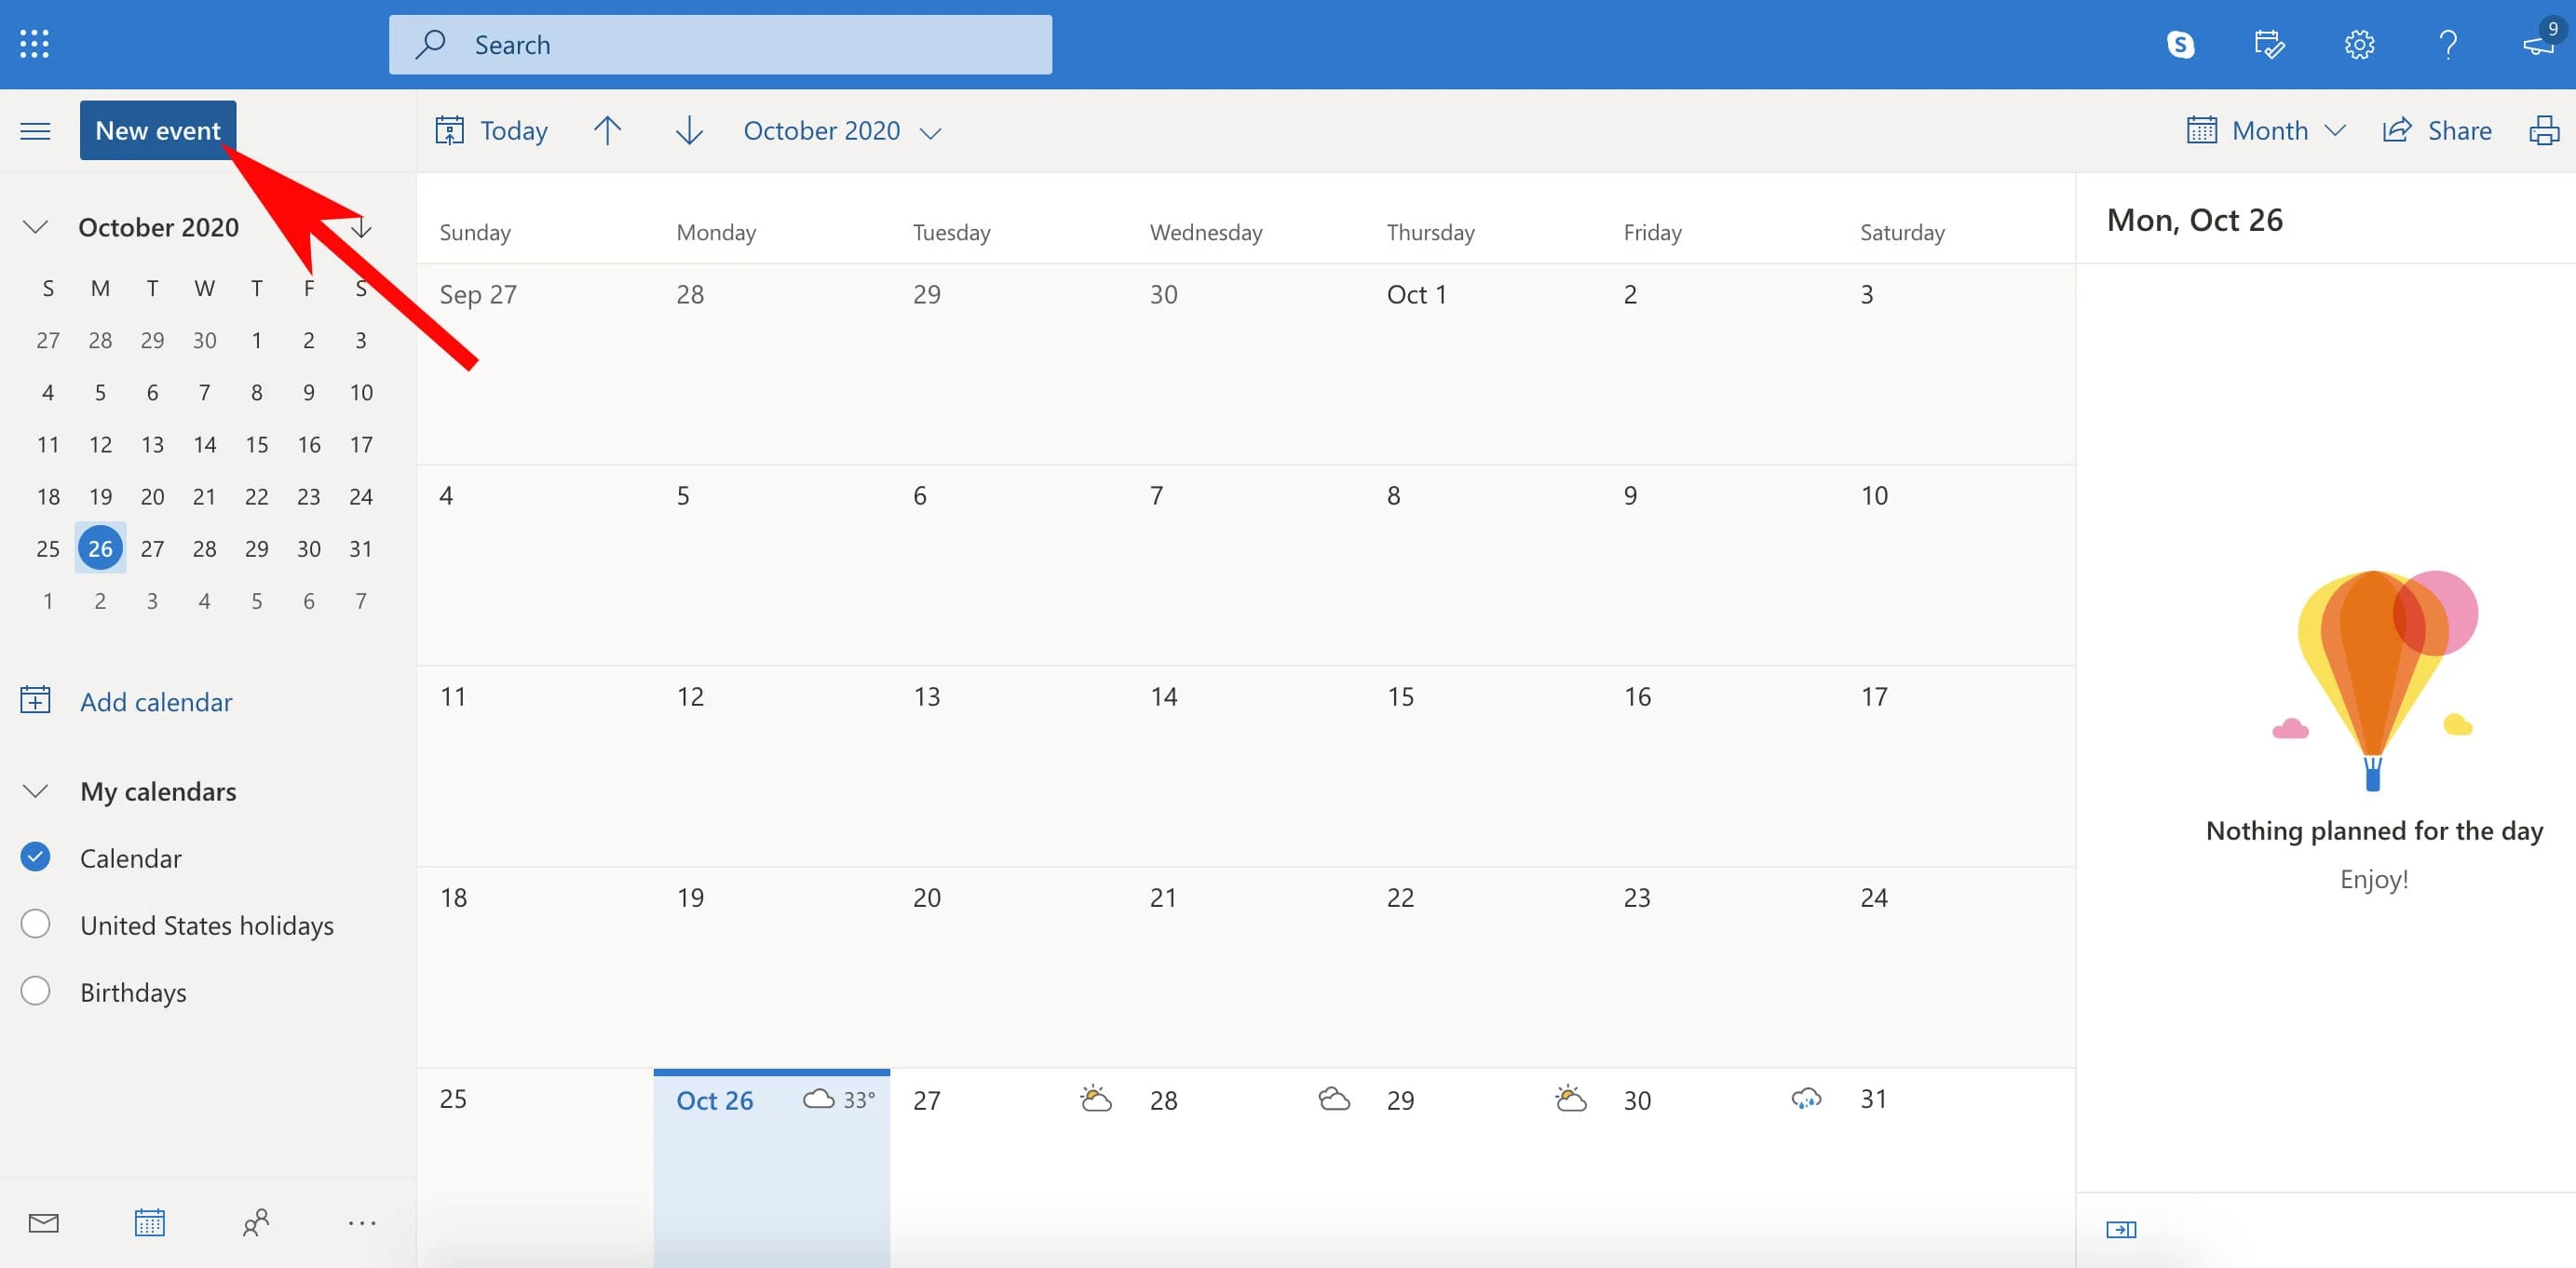 Search
S
9
New event
Today
October 2020
Month
Share
October 2020
S M T W T F S
27 28 29 30 1 2 3
4 5 6 7 8 9 10
11 12 13 14 15 16 17
18 19 20 21 22 23 24
25 26 27 28 29 30 31
1 2 3 4 5 6 7
Add calendar
My calendars
Calendar
United States holidays
Birthdays
Sunday Monday Tuesday Wednesday Thursday Friday Saturday
Sep 27 28 29 30 Oct 1 2 3
4 5 6 7 8 9 10
11 12 13 14 15 16 17
18 19 20 21 22 23 24
25 Oct 26 33° 27 28 29 30 31
Mon, Oct 26
Nothing planned for the day
Enjoy!